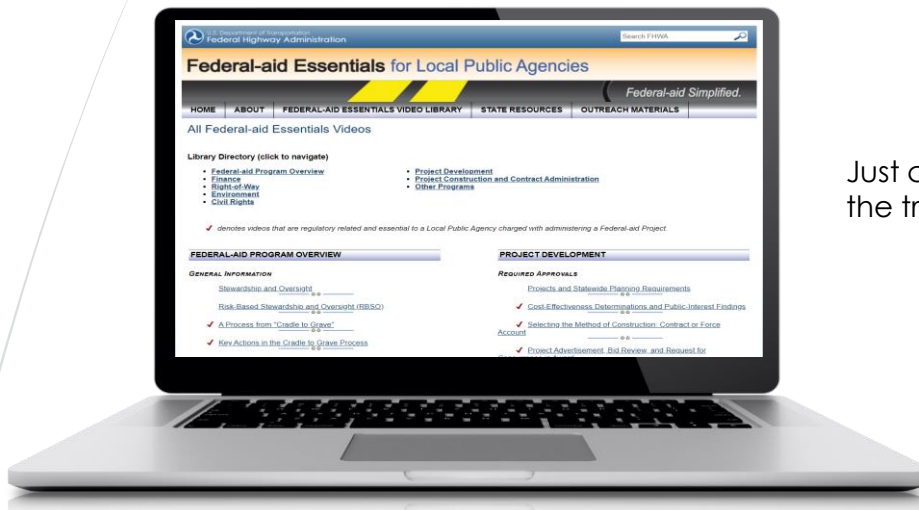 U.S. Department of Transportation
Federal Highway Administration
Search FHWA
Federal-aid Essentials for Local Public Agencies
Federal-aid Simplified.
HOME ABOUT FEDERAL-AID ESSENTIALS VIDEO LIBRARY STATE RESOURCES OUTREACH MATERIALS
All Federal-aid Essentials Videos
Library Directory (click to navigate)
Federal-aid Program Overview
Finance
Right-of-Way
Environment
Civil Rights
Project Development
Project Construction and Contract Administration
Other Programs
denotes videos that are regulatory related and essential to a Local Public Agency charged with administering a Federal-aid Project.
FEDERAL-AID PROGRAM OVERVIEW
GENERAL INFORMATION
Stewardship and Oversight
Risk-Based Stewardship and Oversight (RBSO)
A Process from "Cradle to Grave"
Key Actions in the Cradle to Grave Process
PROJECT DEVELOPMENT
REQUIRED APPROVALS
Projects and Statewide Planning Requirements
Cost-Effectiveness Determinations and Public-Interest Findings
Selecting the Method of Construction: Contract or Force
Account
Project Advertisement, Bid Review, and Request for
Just
the